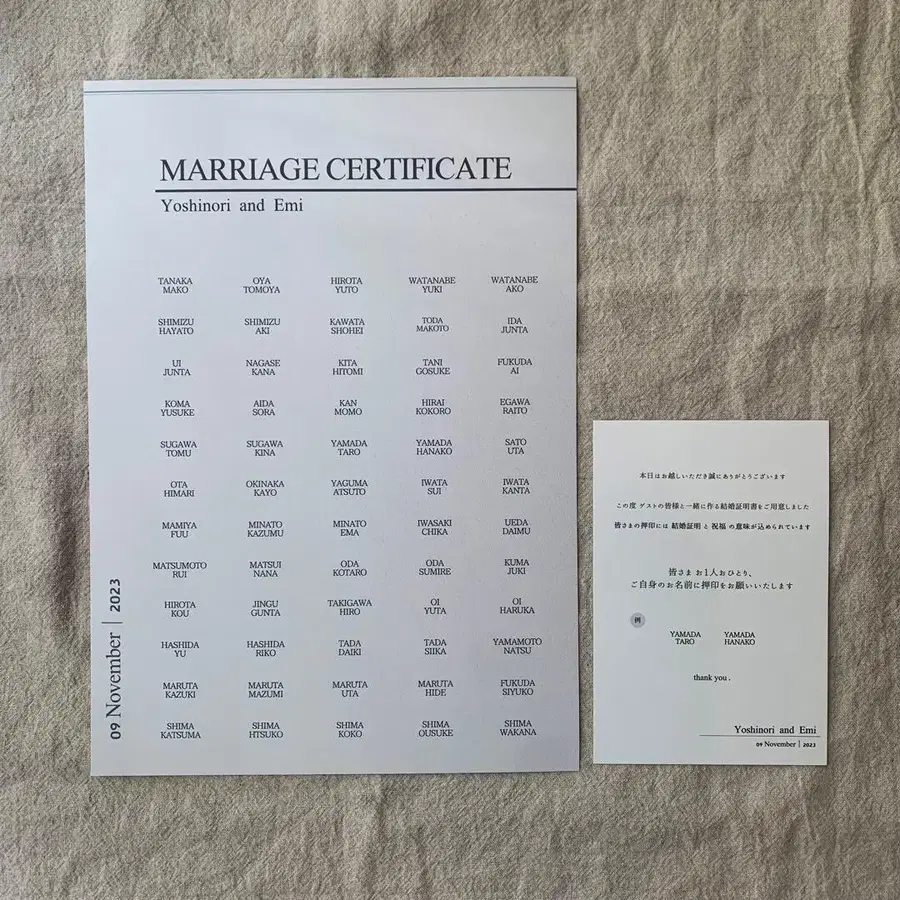 MARRIAGE CERTIFICATE
Yoshinori and Emi
TANAKA OYA HIROTA WATANABE WATANABE
MAKO TOMOYA YUTO YUKI AKO
SHIMIZU SHIMIZU KAWATA TODA IDA
HAYATO AKI SHOHEI MAKOTO JUNTA
UI NAGASE KITA TANI FUKUDA
JUNTA KANA HITOMI GOSUKE AI
KOMA AIDA KAN HIRAI EGAWA
YUSUKE SORA MOMO KOKORO RAITO
SUGAWA SUGAWA YAMADA YAMADA SATO
TOMU KINA TARO HANAKO UTA
OTA OKINAKA YAGUMA IWATA IWATA
HIMARI KAYO ATSUTO SUI KANTA
MAMIYA MINATO MINATO IWASAKI UEDA
FUU KAZUMU EMA CHIKA DAIMU
MATSUMOTO MATSUI ODA ODA KUMA
RUI NANA KOTARO SUMIRE JUKI
HIROTA JINGU TAKIGAWA OI OI
KOU GUNTA HIRO YUTA HARUKA
HASHIDA HASHIDA TADA TADA YAMAMOTO
YU RIKO DAIKI SIIKA NATSU
MARUTA MARUTA MARUTA MARUTA FUKUDA
KAZUKI MAZUMI UTA HIDE SIYUKO
SHIMA SHIMA SHIMA SHIMA SHIMA
KATSUMA HTSUKO KOKO OUSUKE WAKANA
09 November | 2023
本日はお越しいただき誠にありがとうございます
この度 ゲストの皆様と一緒に作る結婚証明書をご用意しました
皆さまの押印には 結婚証明 と 祝福 の意味が込められています
皆さま お1人おひとり、
ご自身のお名前に押印をお願いいたします
例
YAMADA YAMADA
TARO HANAKO
thank you .
Yoshinori and Emi
09 November | 2023